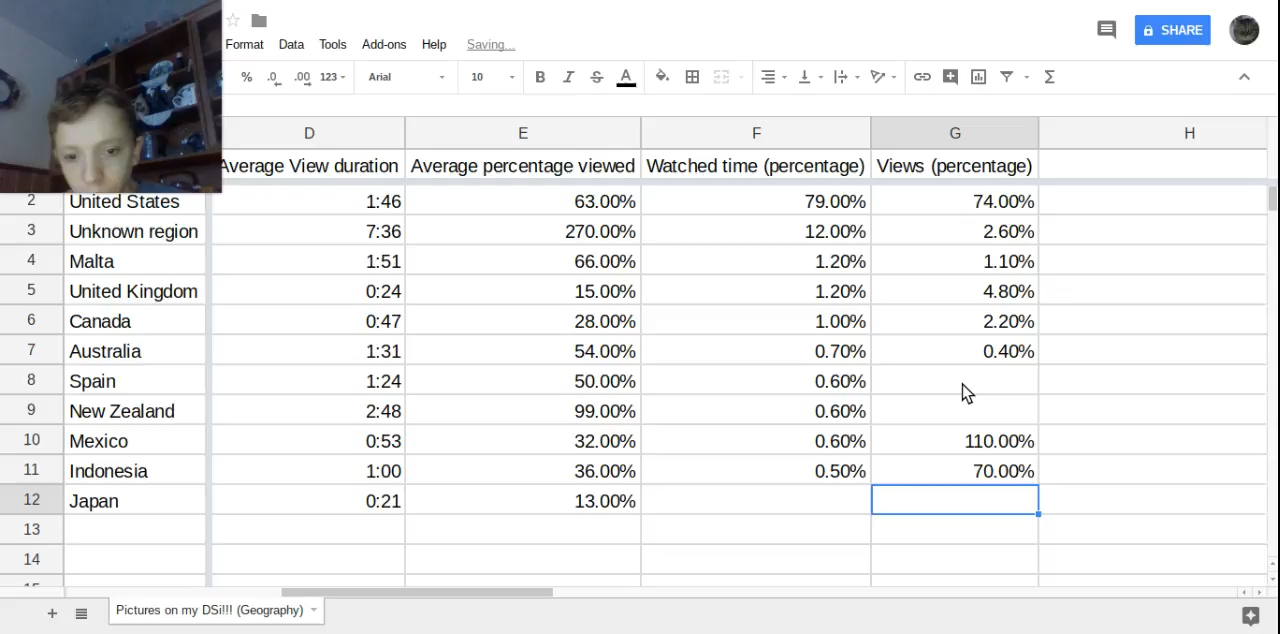 Format Data Tools Add-ons Help Saving...
SHARE
% .0 .00 123 Arial 10 B I S A Σ
D E F G H
Average View duration Average percentage viewed Watched time (percentage) Views (percentage)
2 United States 1:46 63.00% 79.00% 74.00%
3 Unknown region 7:36 270.00% 12.00% 2.60%
4 Malta 1:51 66.00% 1.20% 1.10%
5 United Kingdom 0:24 15.00% 1.20% 4.80%
6 Canada 0:47 28.00% 1.00% 2.20%
7 Australia 1:31 54.00% 0.70% 0.40%
8 Spain 1:24 50.00% 0.60%
9 New Zealand 2:48 99.00% 0.60%
10 Mexico 0:53 32.00% 0.60% 110.00%
11 Indonesia 1:00 36.00% 0.50% 70.00%
12 Japan 0:21 13.00%
13
14
15
Pictures on my DSi!!! (Geography)